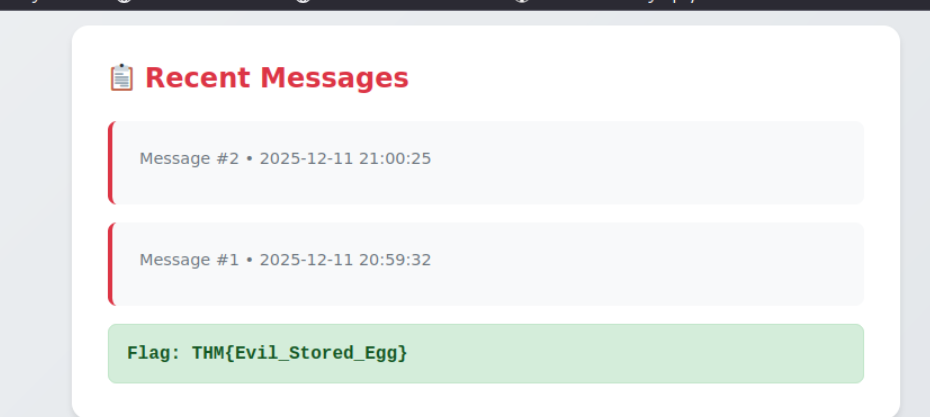 Recent Messages
Message #2 • 2025-12-11 21:00:25
Message #1 • 2025-12-11 20:59:32
Flag: THM{Evil_Stored_Egg}